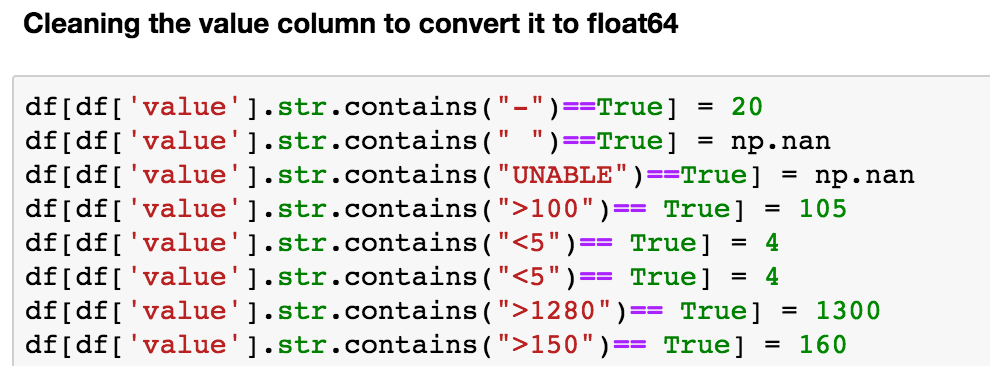 Cleaning the value column to convert it to float64
df[df['value'].str.contains("-")==True] = 20
df[df['value'].str.contains(" ")==True] = np.nan
df[df['value'].str.contains("UNABLE")==True] = np.nan
df[df['value'].str.contains(">100")== True] = 105
df[df['value'].str.contains("<5")== True] = 4
df[df['value'].str.contains("<5")== True] = 4
df[df['value'].str.contains(">1280")== True] = 1300
df[df['value'].str.contains(">150")== True] = 160